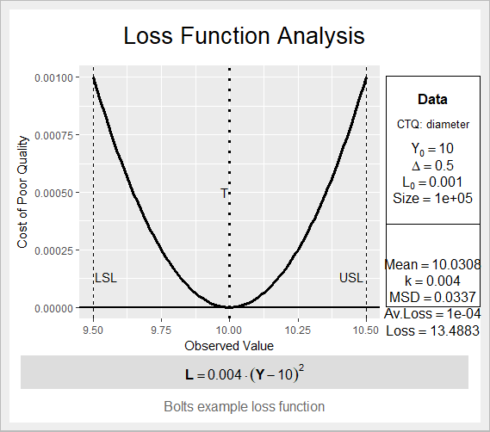 Loss Function Analysis
Cost of Poor Quality
0.00100
0.00075
0.00050
0.00025
0.00000
T
LSL
USL
9.50
9.75
10.00
10.25
10.50
Observed Value
Data
CTQ: diameter
Y₀ = 10
Δ = 0.5
L₀ = 0.001
Size = 1e+05
Mean = 10.0308
k = 0.004
MSD = 0.0337
Av.Loss = 1e-04
Loss = 13.4883
L = 0.004 · (Y − 10)²
Bolts example loss function